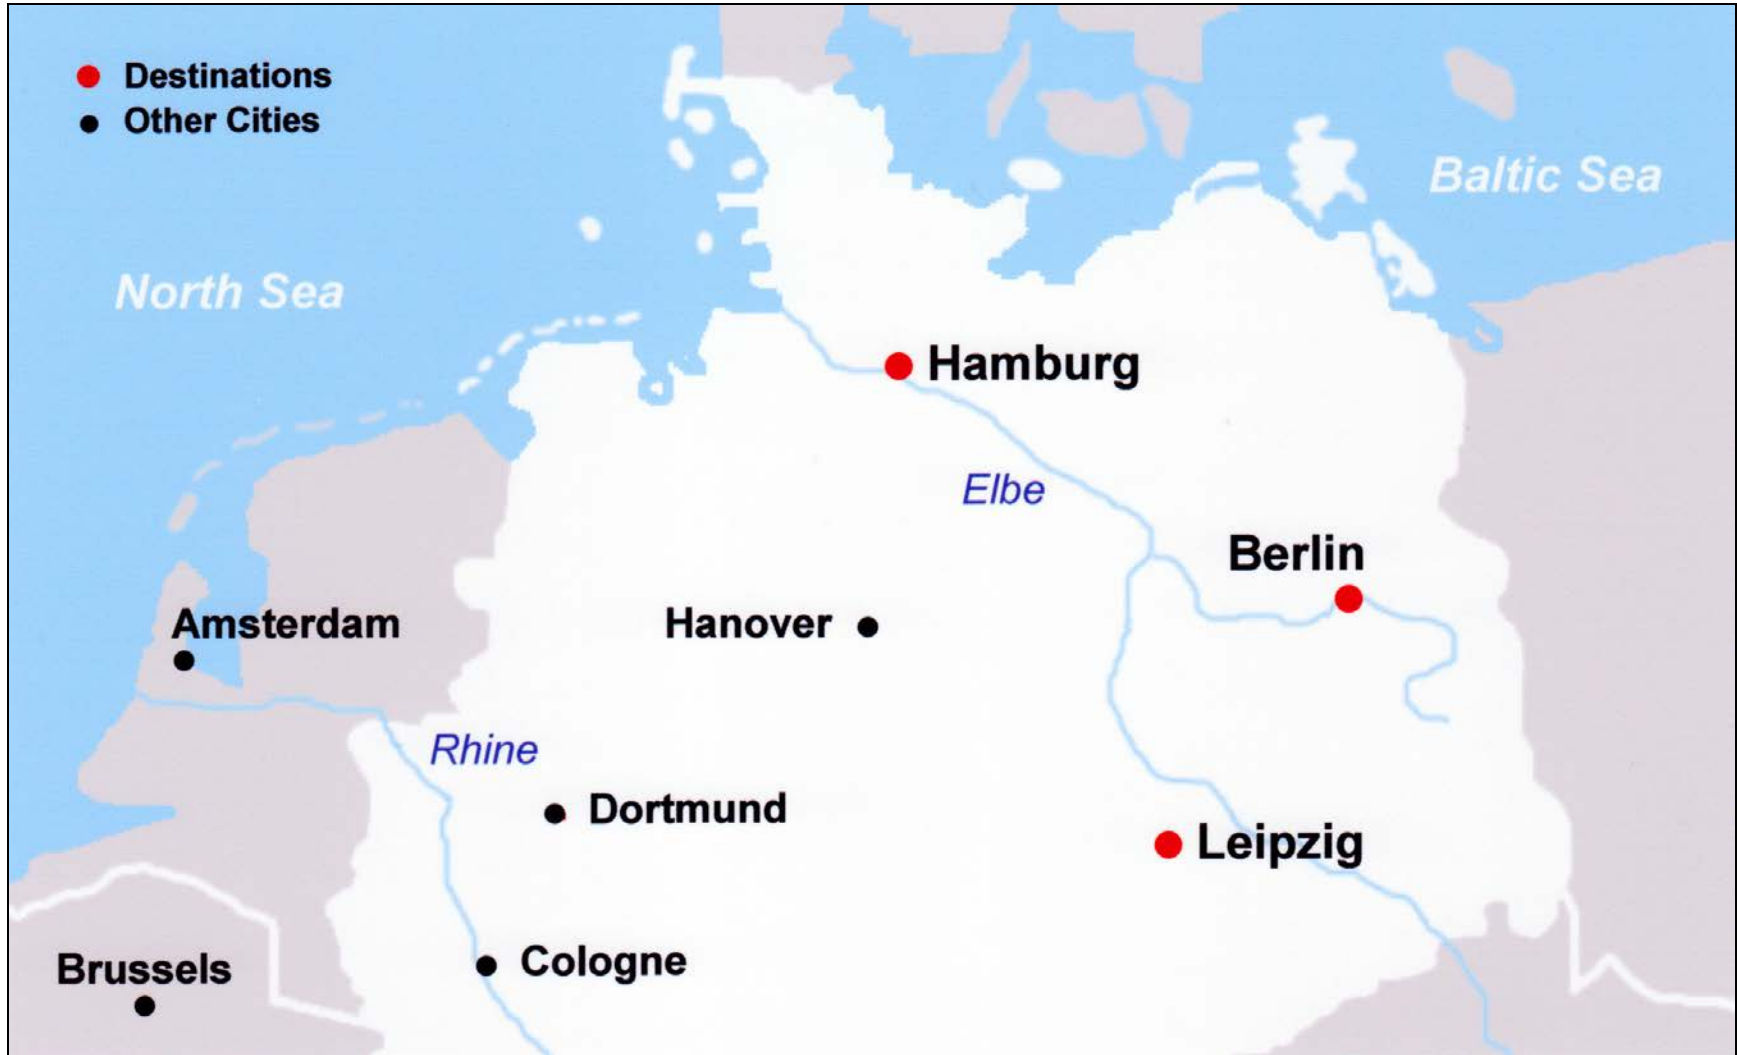 Destinations
Other Cities
Baltic Sea
North Sea
Hamburg
Elbe
Berlin
Amsterdam
Hanover
Rhine
Dortmund
Leipzig
Brussels
Cologne